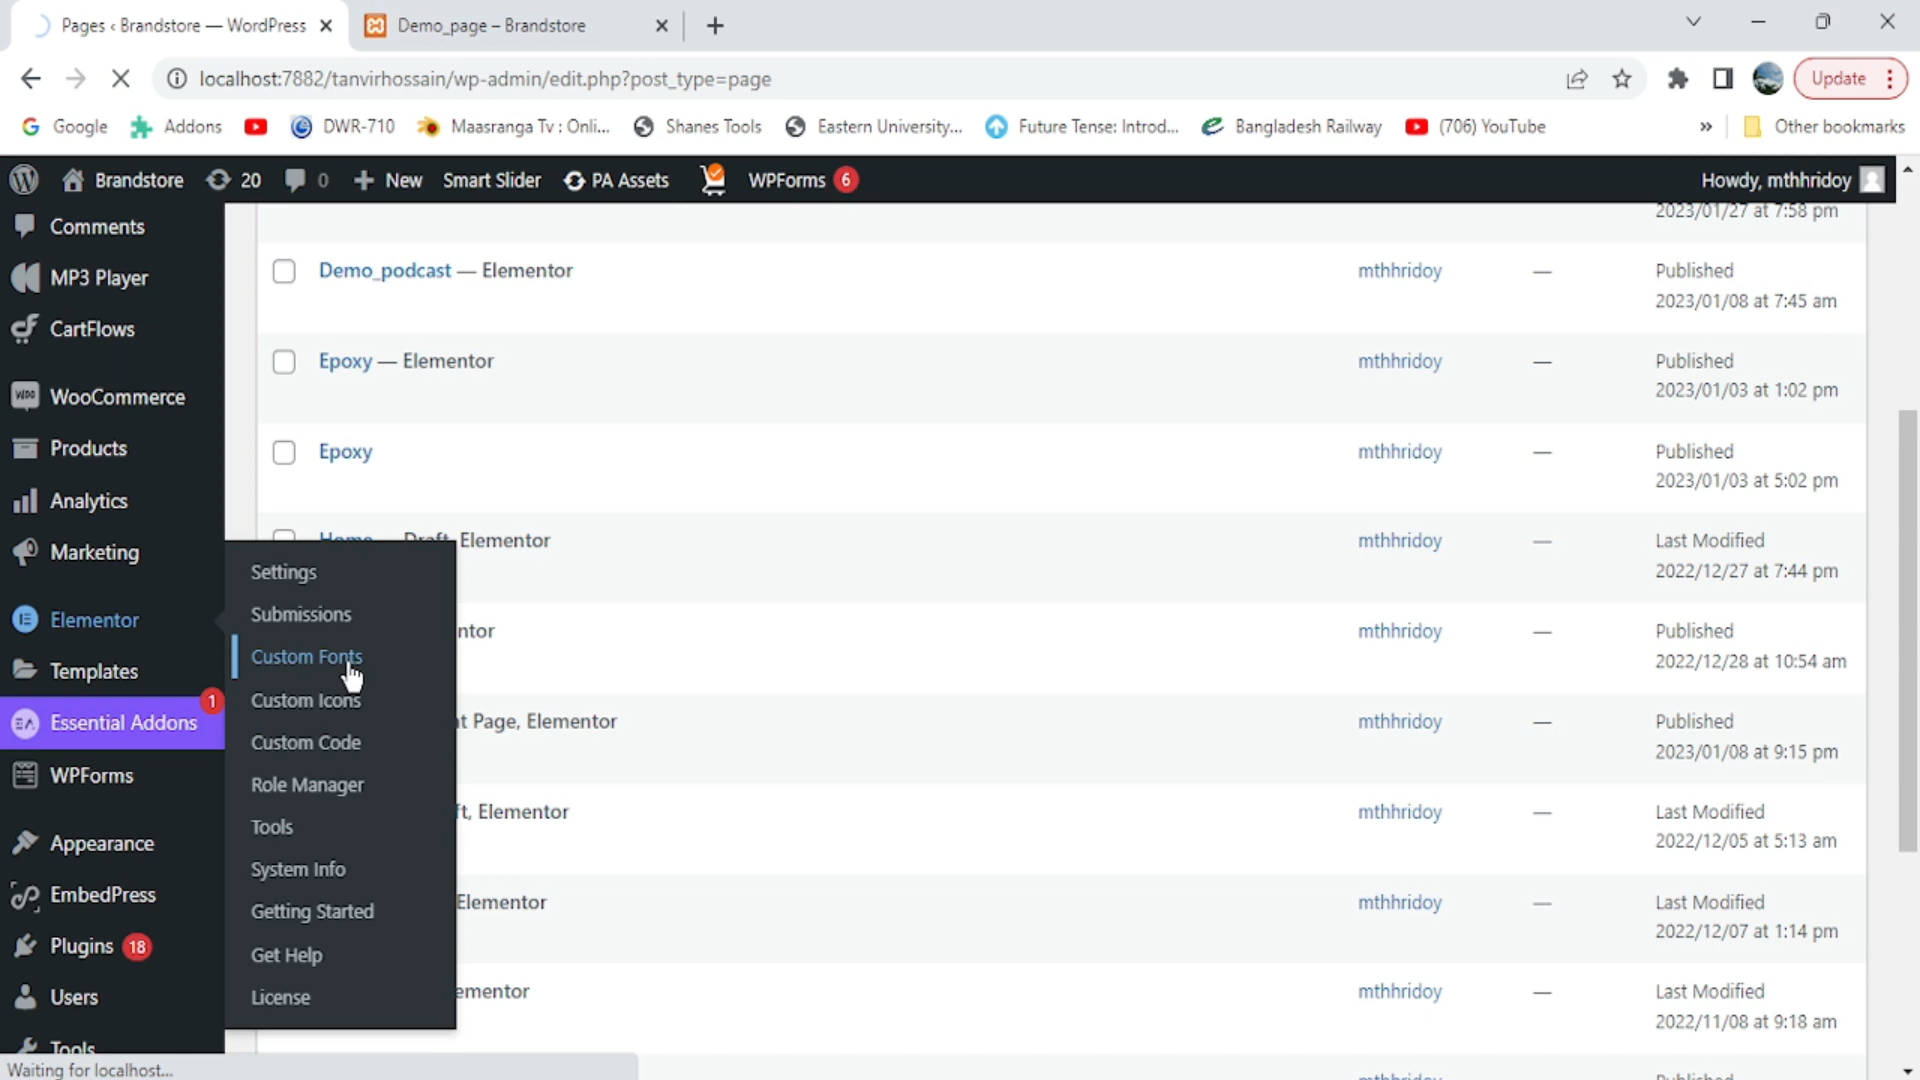 Pages ‹ Brandstore — WordPress
Demo_page – Brandstore
localhost:7882/tanvirhossain/wp-admin/edit.php?post_type=page
Update
Google
Addons
DWR-710
Maasranga Tv : Onli...
Shanes Tools
Eastern University...
Future Tense: Introd...
Bangladesh Railway
(706) YouTube
»
Other bookmarks
Brandstore
20
0
New
Smart Slider
PA Assets
WPForms 6
Howdy, mthhridoy
Comments
MP3 Player
CartFlows
WooCommerce
Products
Analytics
Marketing
Elementor
Templates
Essential Addons 1
WPForms
Appearance
EmbedPress
Plugins 18
Users
Tools
Settings
Submissions
Custom Fonts
Custom Icons
Custom Code
Role Manager
Tools
System Info
Getting Started
Get Help
License
2023/01/27 at 7:58 pm
Demo_podcast — Elementor mthhridoy — Published
2023/01/08 at 7:45 am
Epoxy — Elementor mthhridoy — Published
2023/01/03 at 1:02 pm
Epoxy mthhridoy — Published
2023/01/03 at 5:02 pm
Home — Draft, Elementor mthhridoy — Last Modified
2022/12/27 at 7:44 pm
ntor mthhridoy — Published
2022/12/28 at 10:54 am
t Page, Elementor mthhridoy — Published
2023/01/08 at 9:15 pm
ft, Elementor mthhridoy — Last Modified
2022/12/05 at 5:13 am
Elementor mthhridoy — Last Modified
2022/12/07 at 1:14 pm
ementor mthhridoy — Last Modified
2022/11/08 at 9:18 am
mthhridoy Published
Waiting for localhost...